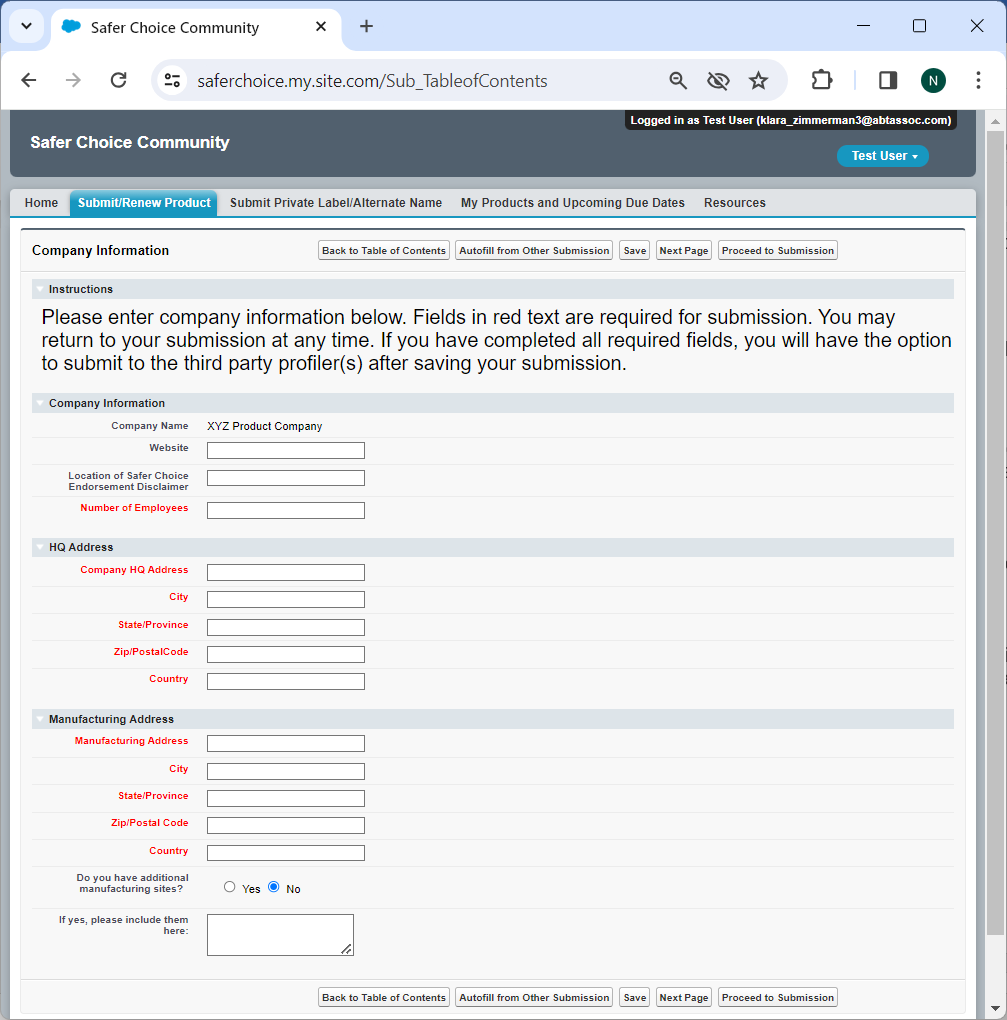 Safer Choice Community
saferchoice.my.site.com/Sub_TableofContents
N
Logged in as Test User (klara_zimmerman3@abtassoc.com)
Safer Choice Community
Test User
Home Submit/Renew Product Submit Private Label/Alternate Name My Products and Upcoming Due Dates Resources
Company Information Back to Table of Contents Autofill from Other Submission Save Next Page Proceed to Submission
Instructions
Please enter company information below. Fields in red text are required for submission. You may
return to your submission at any time. If you have completed all required fields, you will have the option
to submit to the third party profiler(s) after saving your submission.
Company Information
Company Name XYZ Product Company
Website
Location of Safer Choice
Endorsement Disclaimer
Number of Employees
HQ Address
Company HQ Address
City
State/Province
Zip/PostalCode
Country
Manufacturing Address
Manufacturing Address
City
State/Province
Zip/Postal Code
Country
Do you have additional
manufacturing sites? Yes No
If yes, please include them
here:
Back to Table of Contents Autofill from Other Submission Save Next Page Proceed to Submission